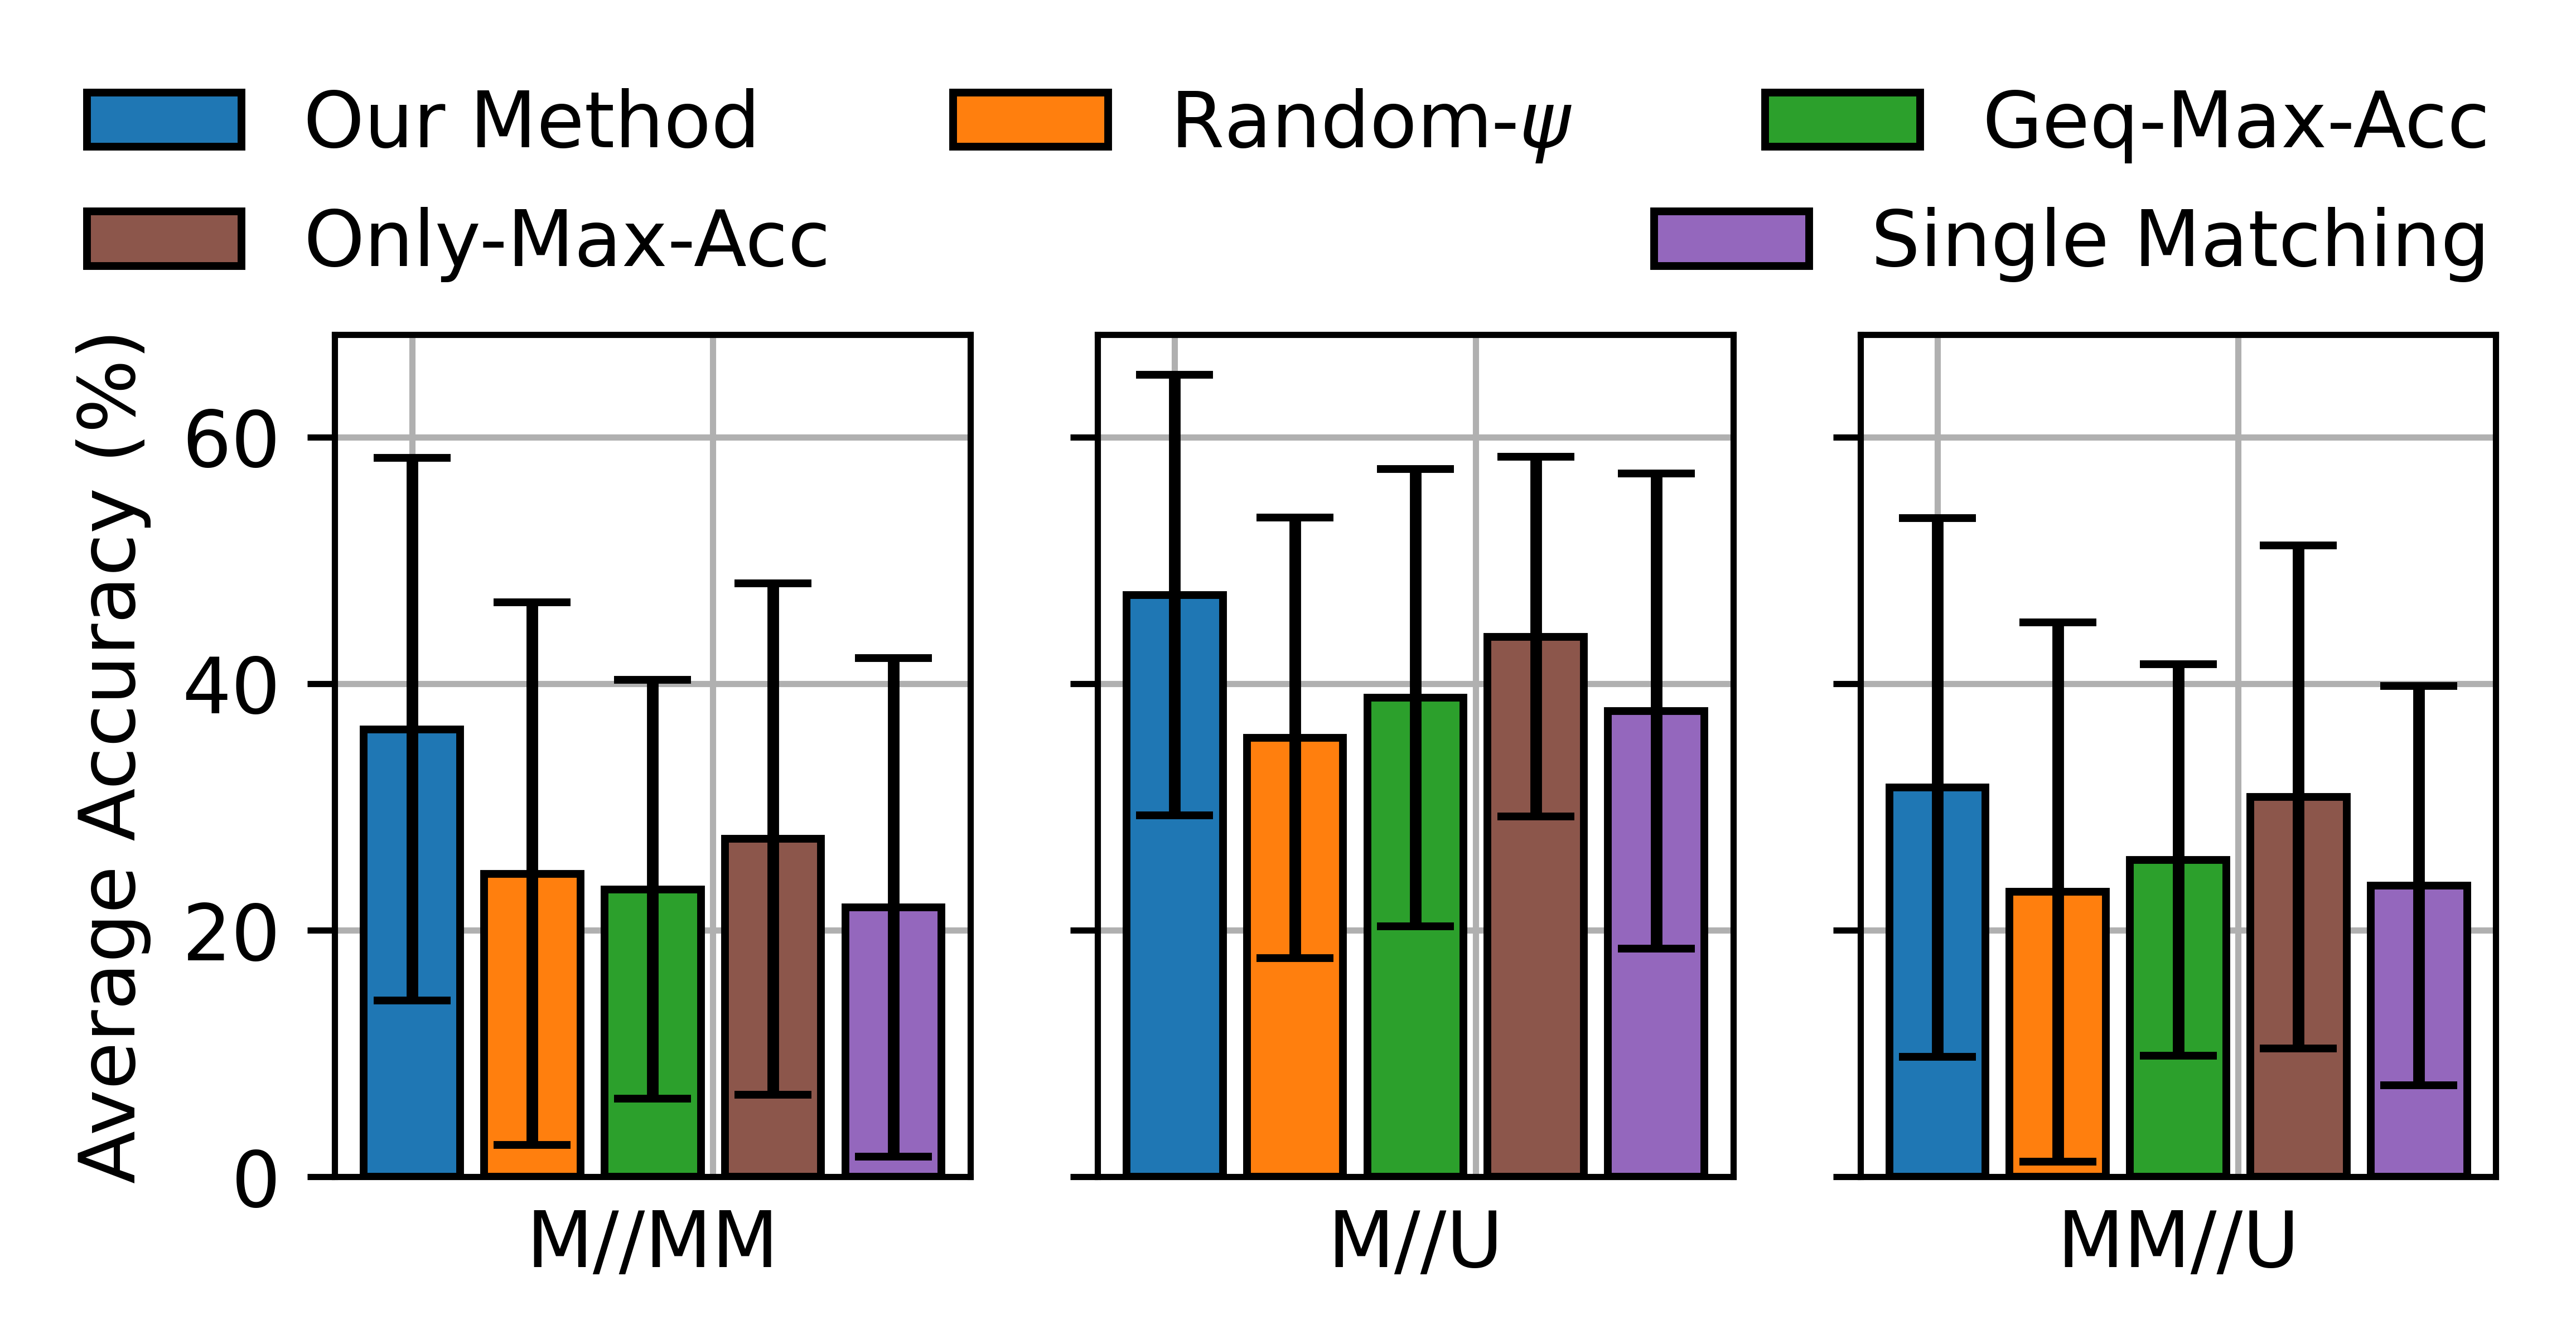 Our Method
Random-ψ
Geq-Max-Acc
Only-Max-Acc
Single Matching
Average Accuracy (%)
60
40
20
0
M//MM
M//U
MM//U